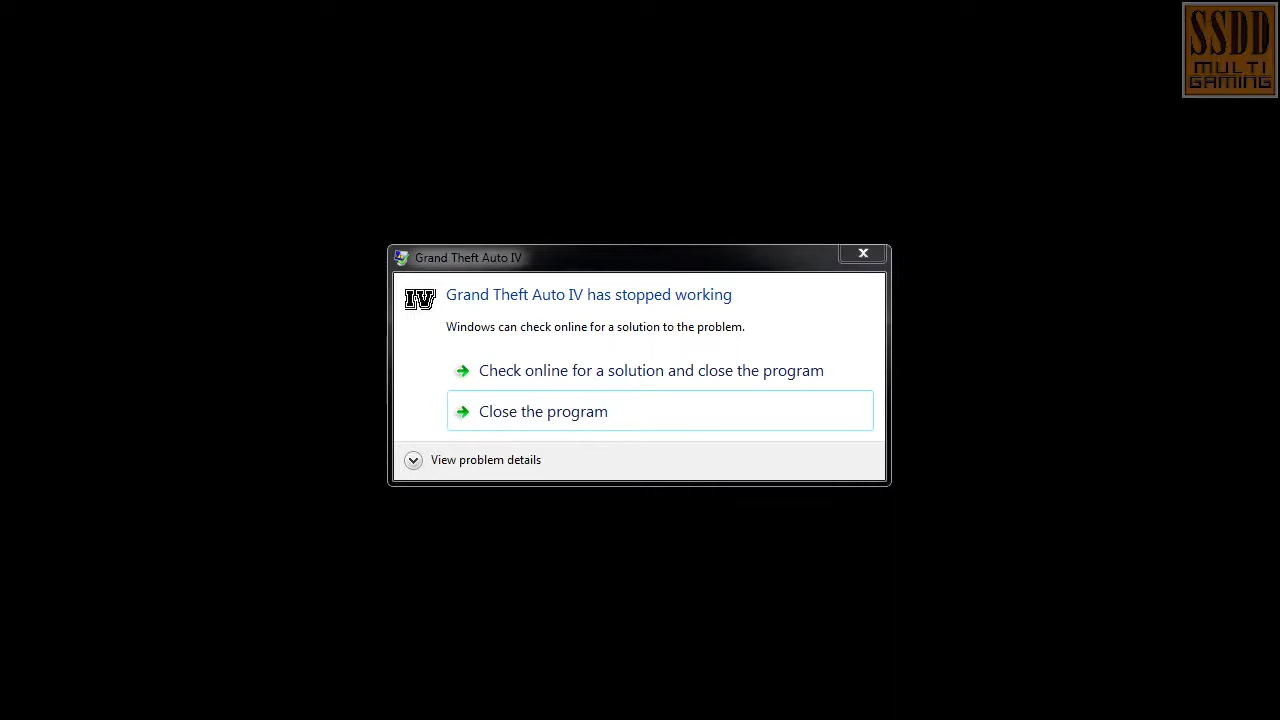 SSDD
MULTI
GAMING
Grand Theft Auto IV
IV
Grand Theft Auto IV has stopped working
Windows can check online for a solution to the problem.
Check online for a solution and close the program
Close the program
View problem details